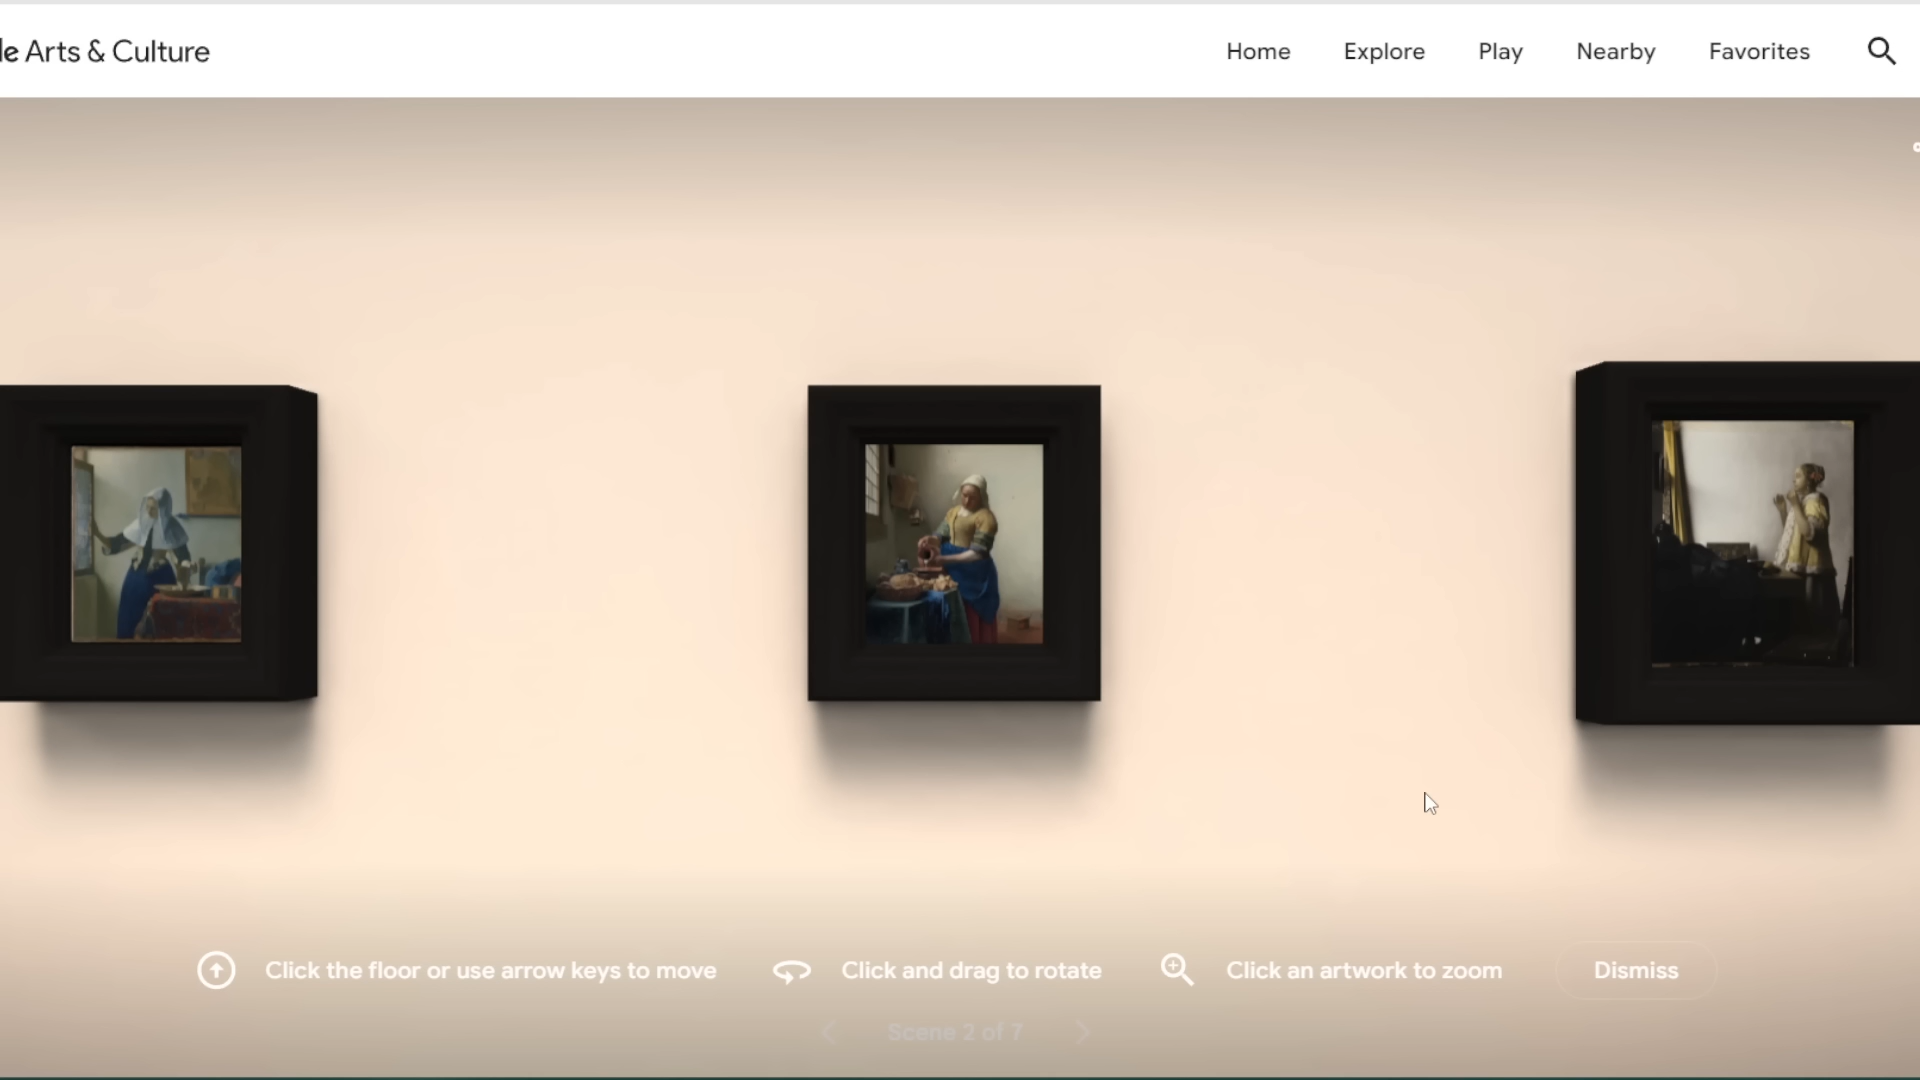 le Arts & Culture
Home Explore Play Nearby Favorites
Click the floor or use arrow keys to move Click and drag to rotate Click an artwork to zoom Dismiss
Scene 2 of 7